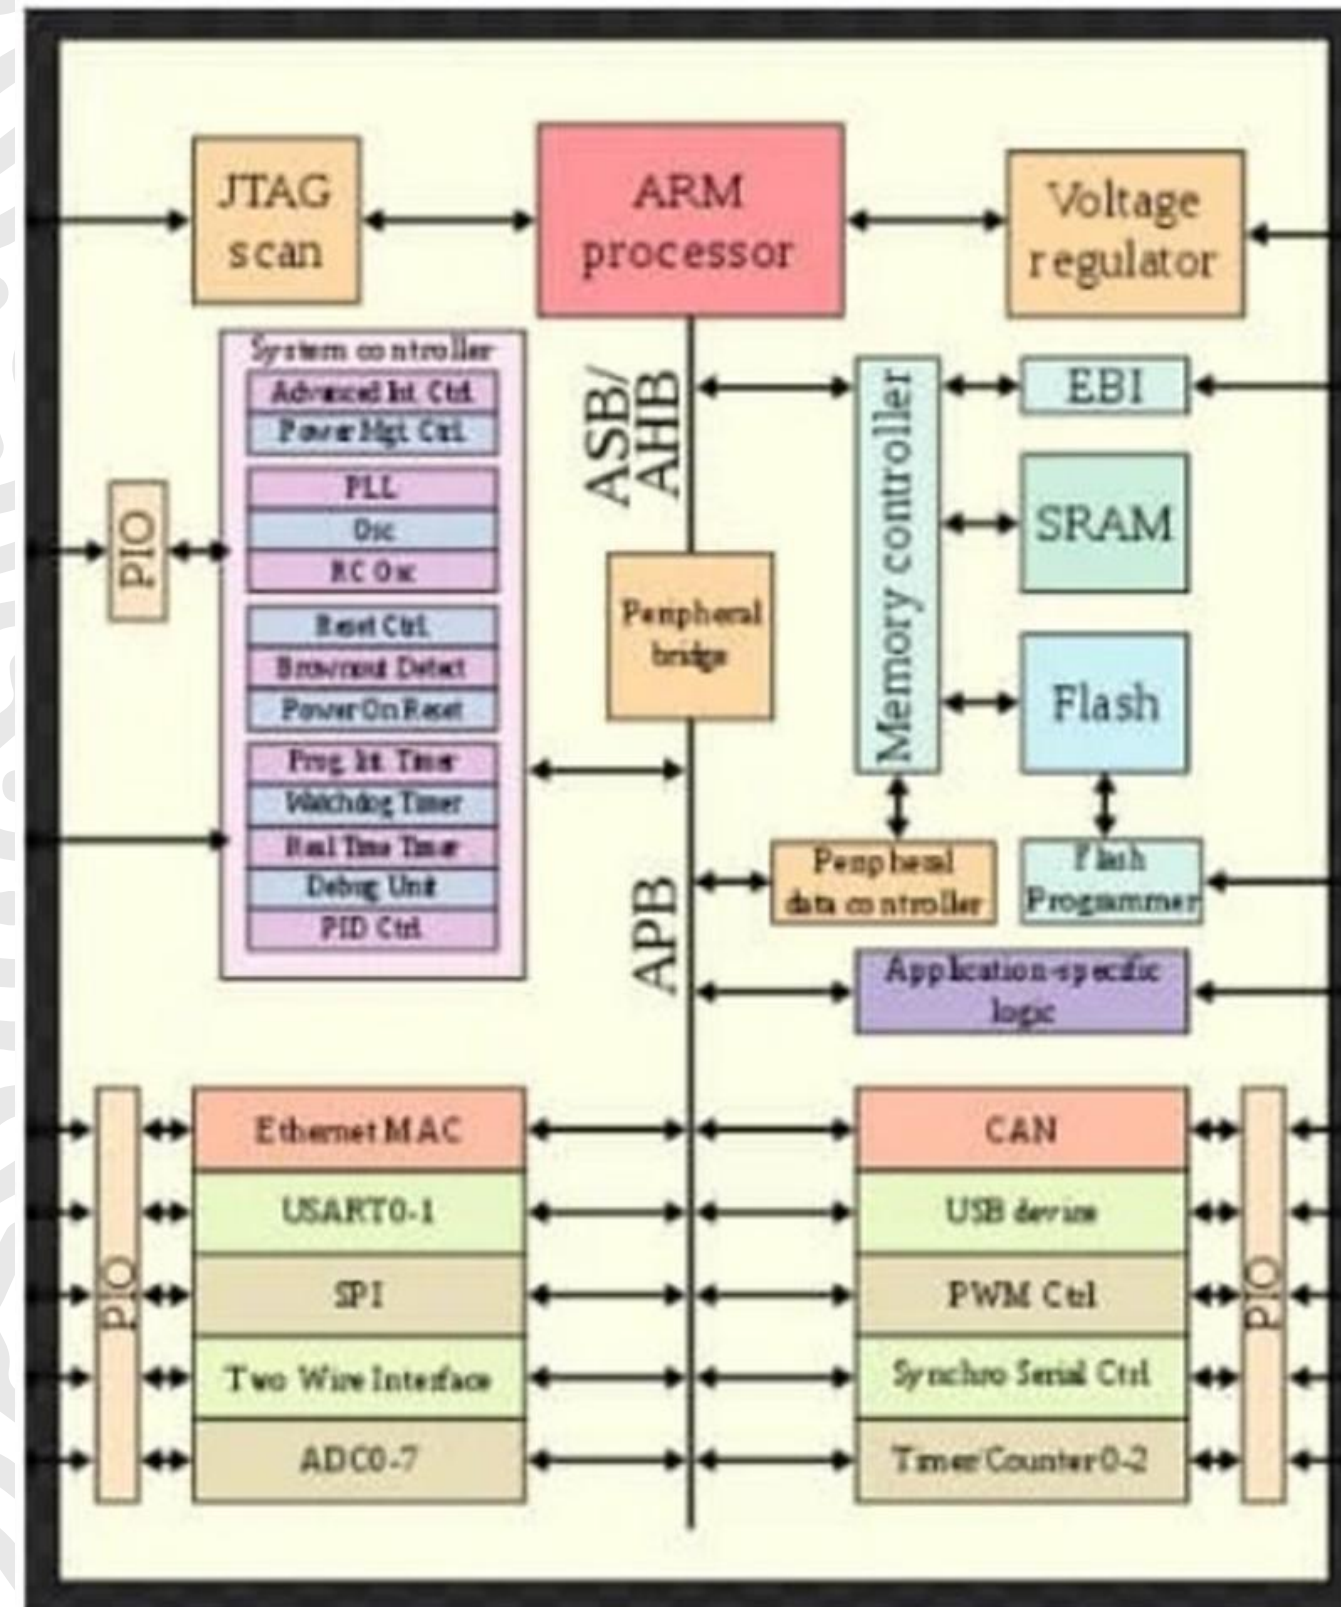 JTAG
scan
ARM
processor
Voltage
regulator
System controller
Advanced Int. Ctrl.
Power Mgt. Ctrl.
PLL
Osc
RC Osc
Reset Ctrl.
Brownout Detect
Power On Reset
Prog. Int. Timer
Watchdog Timer
Real Time Timer
Debug Unit
PID Ctrl.
PIO
ASB/
AHB
Peripheral
bridge
APB
Memory controller
EBI
SRAM
Flash
Peripheral
data controller
Flash
Programmer
Application-specific
logic
PIO
Ethernet MAC
USART0-1
SPI
Two Wire Interface
ADC0-7
CAN
USB device
PWM Ctrl
Synchro Serial Ctrl
Timer/Counter 0-2
PIO